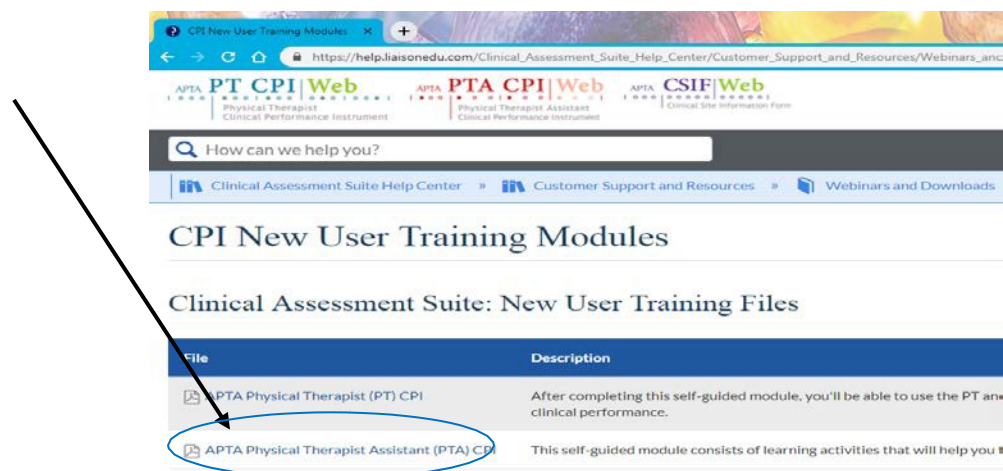 CPI New User Training Modules
https://help.liaisonedu.com/Clinical_Assessment_Suite_Help_Center/Customer_Support_and_Resources/Webinars_anc
APTA PT CPI|Web APTA PTA CPI|Web APTA CSIF|Web
Physical Therapist Physical Therapist Assistant Clinical Site Information Form
Clinical Performance Instrument Clinical Performance Instrument
How can we help you?
Clinical Assessment Suite Help Center » Customer Support and Resources » Webinars and Downloads
CPI New User Training Modules
Clinical Assessment Suite: New User Training Files
File Description
APTA Physical Therapist (PT) CPI After completing this self-guided module, you'll be able to use the PT an
clinical performance.
APTA Physical Therapist Assistant (PTA) CPI This self-guided module consists of learning activities that will help you